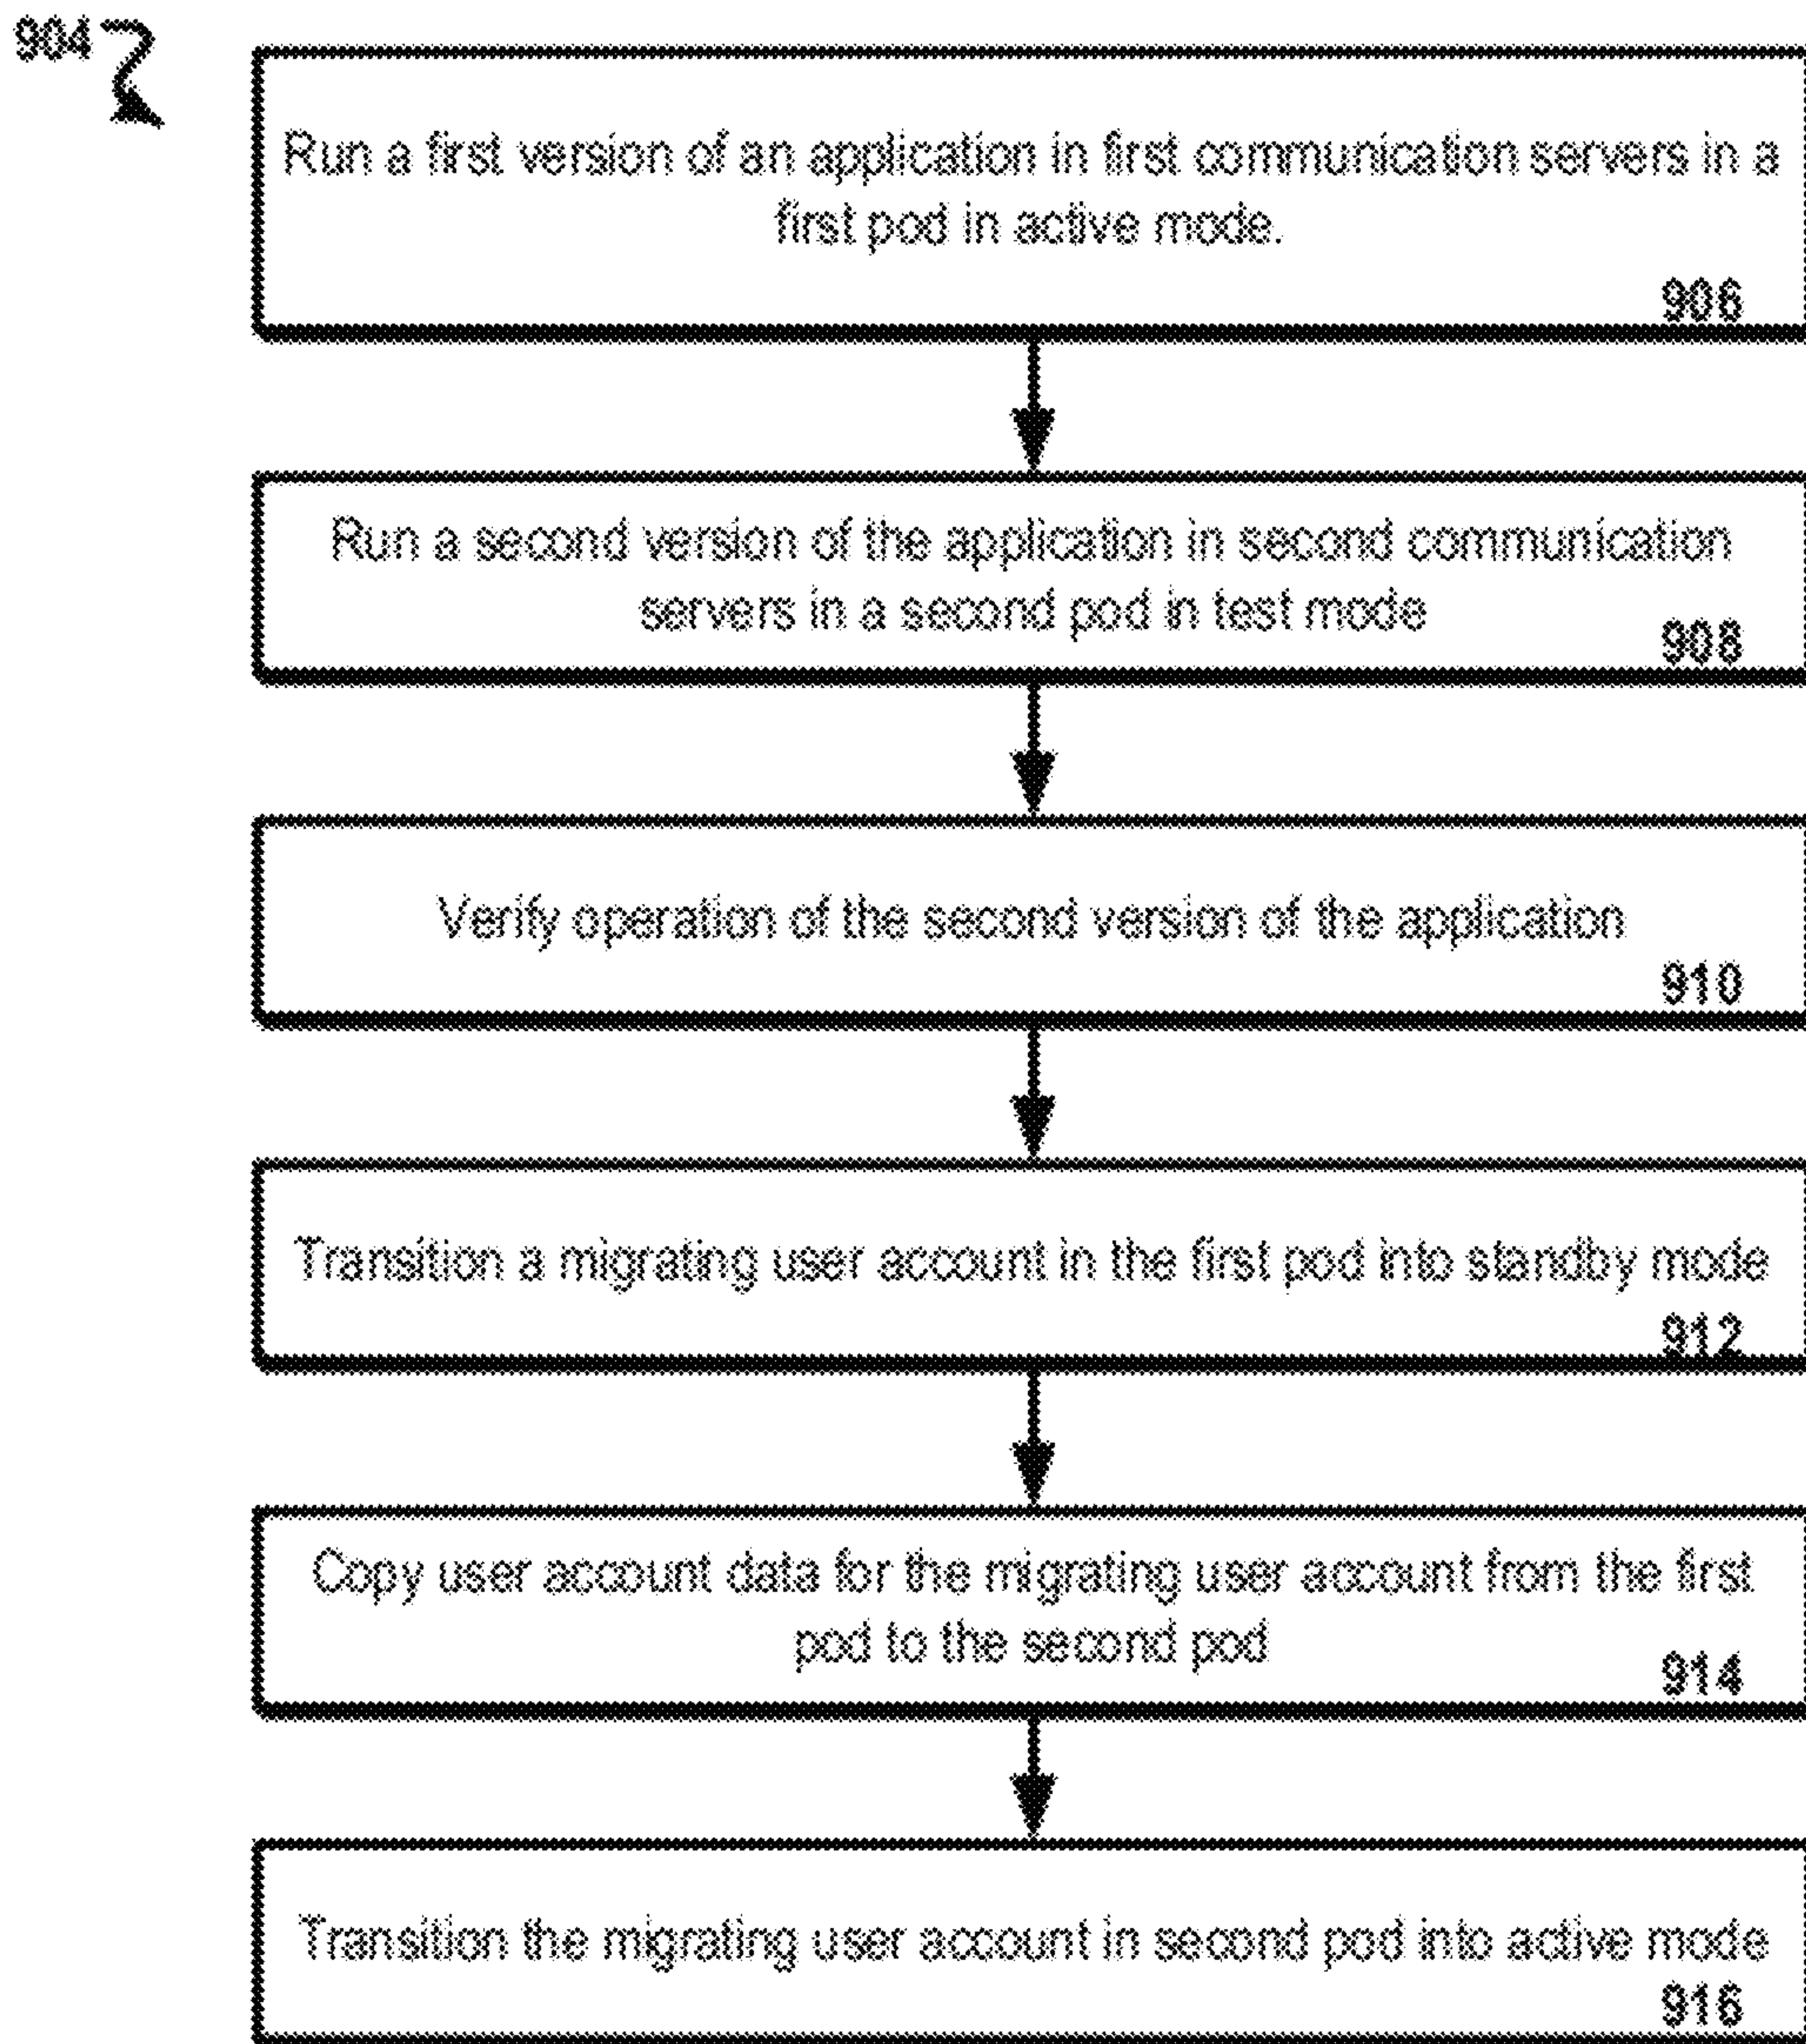 904
Run a first version of an application in first communication servers in a
first pod in active mode.
906
Run a second version of the application in second communication
servers in a second pod in test mode
908
Verify operation of the second version of the application
910
Transition a migrating user account in the first pod into standby mode
912
Copy user account data for the migrating user account from the first
pod to the second pod
914
Transition the migrating user account in second pod into active mode
916